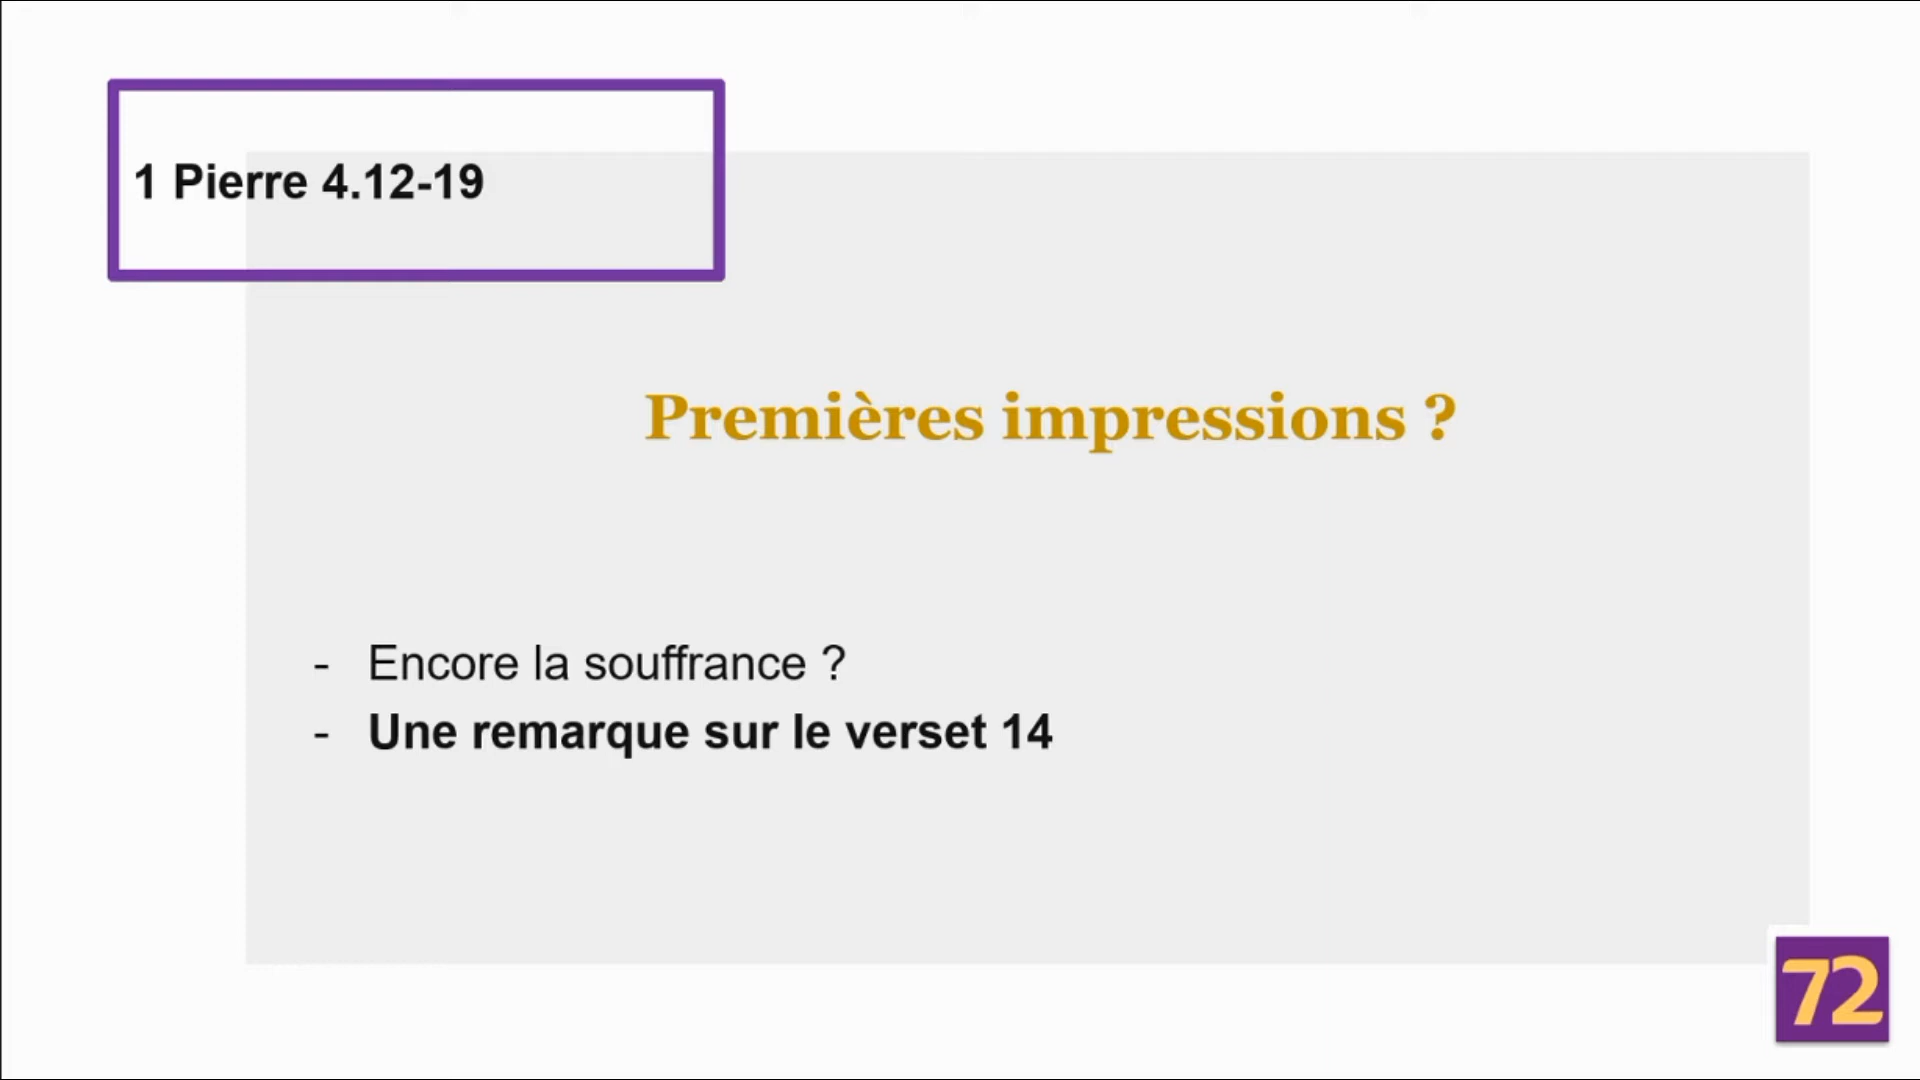 1 Pierre 4.12-19
Premières impressions ?
- Encore la souffrance ?
- Une remarque sur le verset 14
72